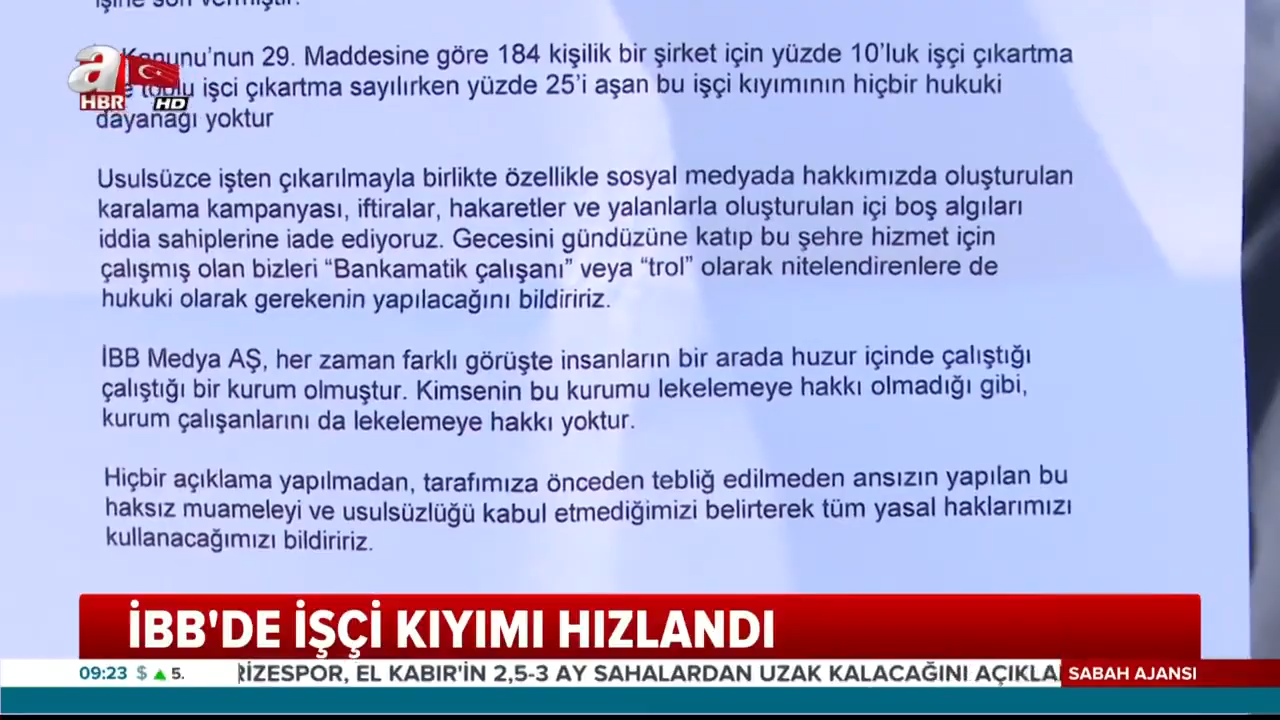 işine son vermiştir.
Kanunu'nun 29. Maddesine göre 184 kişilik bir şirket için yüzde 10'luk işçi çıkartma
toplu işci çıkartma sayılırken yüzde 25'i aşan bu işçi kıyımının hiçbir hukuki
dayanağı yoktur
Usulsüzce işten çıkarılmayla birlikte özellikle sosyal medyada hakkımızda oluşturulan
karalama kampanyası, iftiralar, hakaretler ve yalanlarla oluşturulan içi boş algıları
iddia sahiplerine iade ediyoruz. Gecesini gündüzüne katıp bu şehre hizmet için
çalışmış olan bizleri “Bankamatik çalışanı” veya “trol” olarak nitelendirenlere de
hukuki olarak gerekenin yapılacağını bildiririz.
İBB Medya AŞ, her zaman farklı görüşte insanların bir arada huzur içinde çalıştığı
çalıştığı bir kurum olmuştur. Kimsenin bu kurumu lekelemeye hakkı olmadığı gibi,
kurum çalışanlarını da lekelemeye hakkı yoktur.
Hiçbir açıklama yapılmadan, tarafımıza önceden tebliğ edilmeden ansızın yapılan bu
haksız muameleyi ve usulsüzlüğü kabul etmediğimizi belirterek tüm yasal haklarımızı
kullanacağımızı bildiririz.
a
HBR HD
İBB'DE İŞÇİ KIYIMI HIZLANDI
09:23 $ ▲ 5. RİZESPOR, EL KABIR'İN 2,5-3 AY SAHALARDAN UZAK KALACAĞINI AÇIKLA SABAH AJANSI